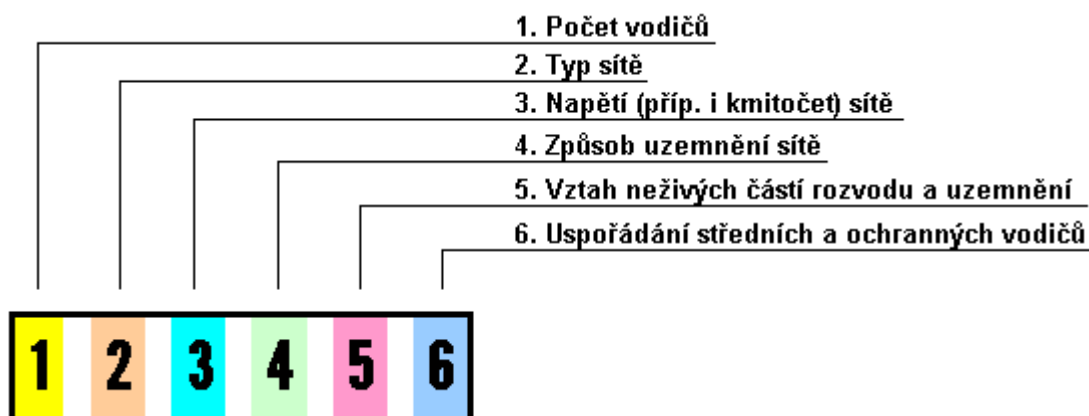 1. Počet vodičů
2. Typ sítě
3. Napětí (příp. i kmitočet) sítě
4. Způsob uzemnění sítě
5. Vztah neživých částí rozvodu a uzemnění
6. Uspořádání středních a ochranných vodičů
1 2 3 4 5 6